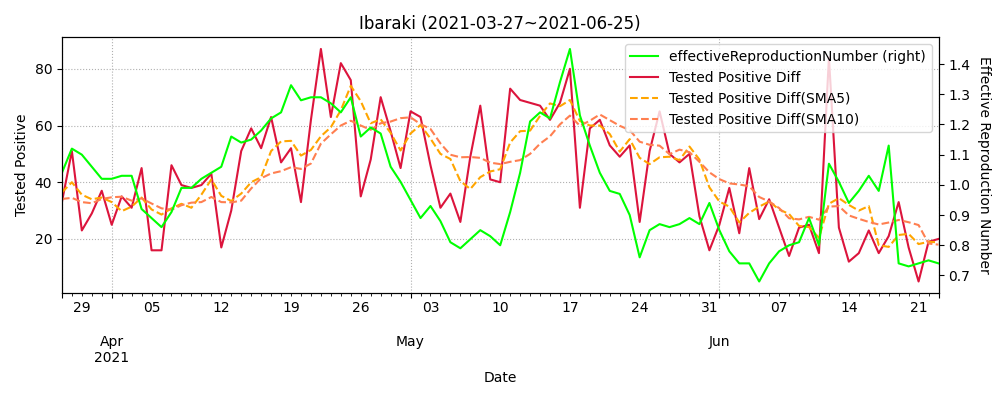 Ibaraki (2021-03-27~2021-06-25)
effectiveReproductionNumber (right)
Tested Positive Diff
Tested Positive Diff(SMA5)
Tested Positive Diff(SMA10)
Tested Positive
80
60
40
20
Effective Reproduction Number
1.4
1.3
1.2
1.1
1.0
0.9
0.8
0.7
29 05 12 19 26 03 10 17 24 31 07 14 21
Apr May Jun
2021
Date